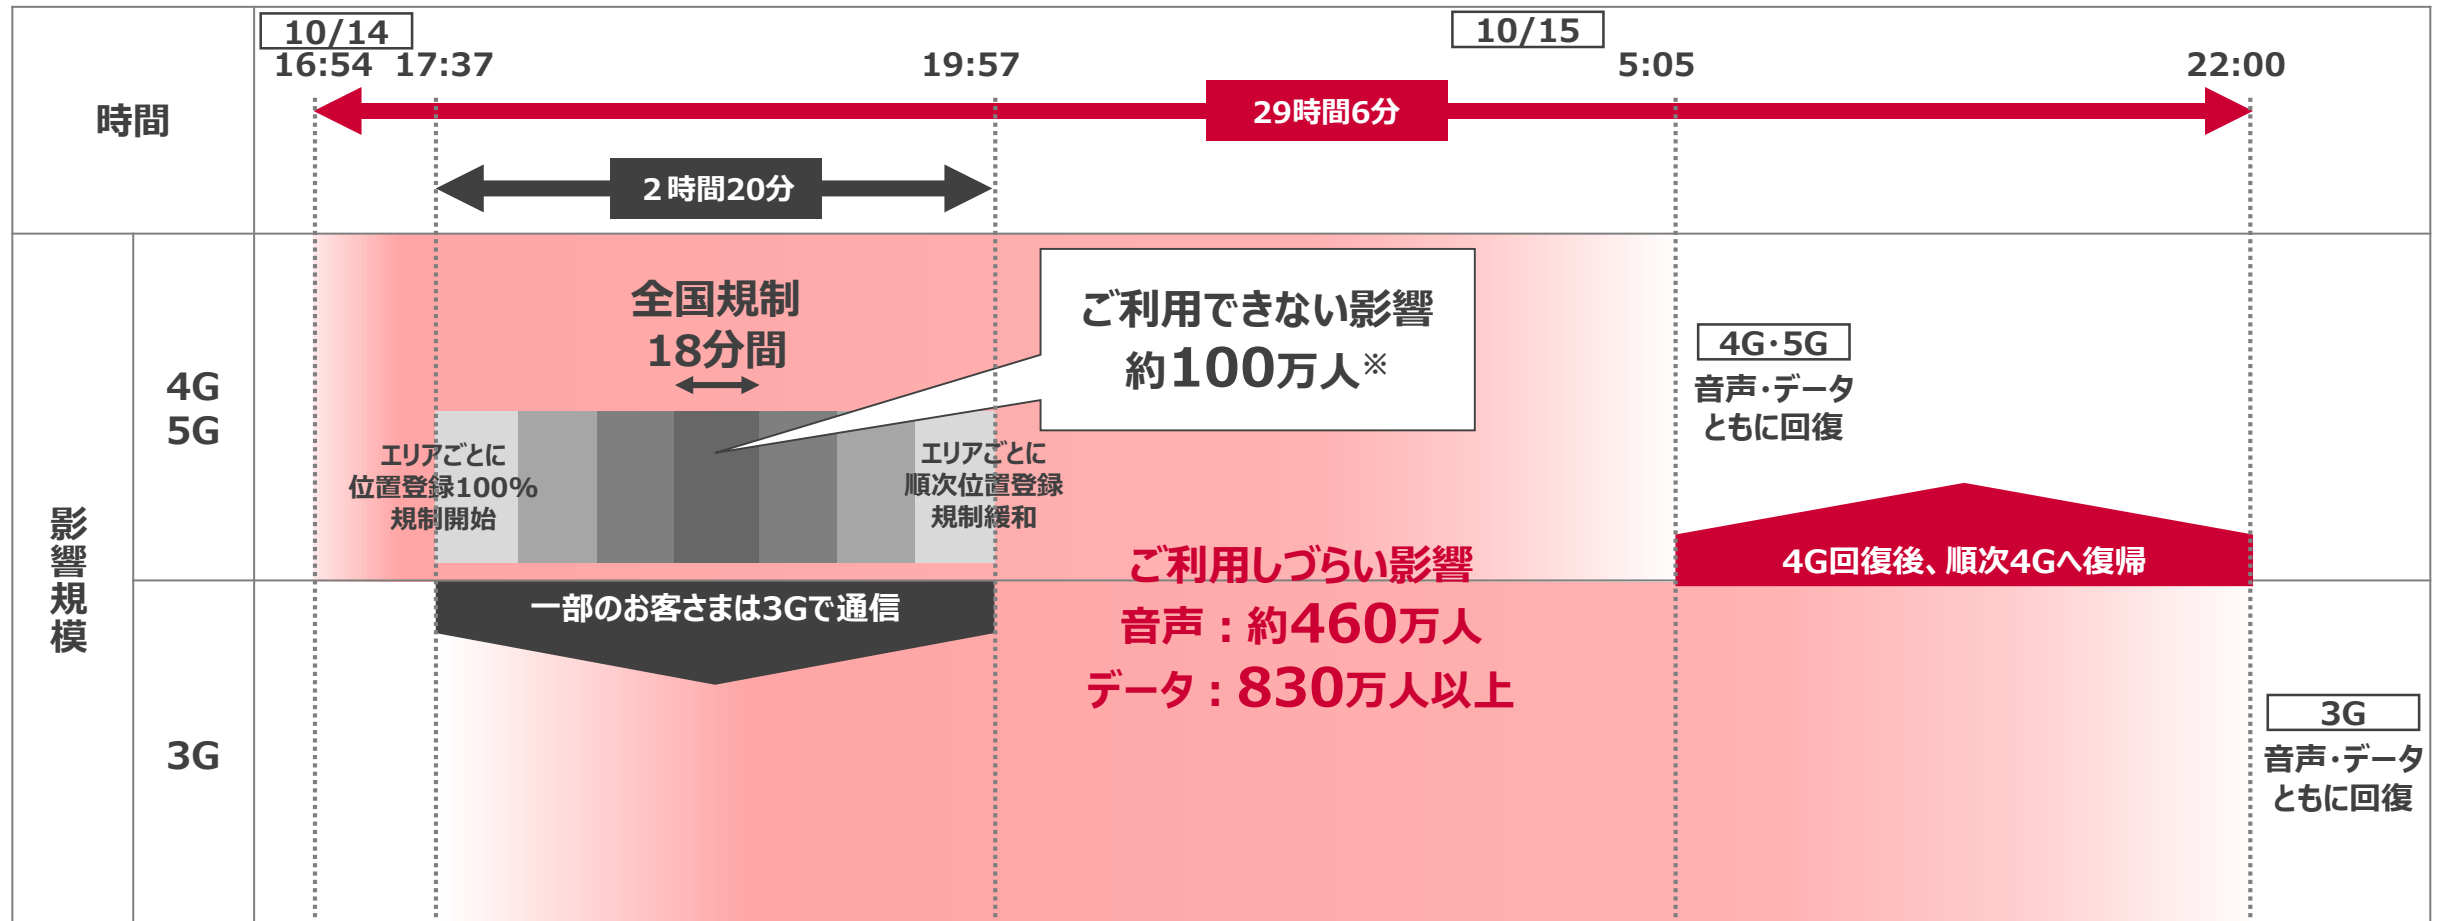 10/14
10/15
16:54 17:37 19:57 5:05 22:00
時間
29時間6分
２時間20分
影響規模
4G
5G
全国規制
18分間
ご利用できない影響
約100万人※
エリアごとに
位置登録100%
規制開始
エリアごとに
順次位置登録
規制緩和
4G・5G
音声・データ
ともに回復
4G回復後、順次4Gへ復帰
ご利用しづらい影響
音声：約460万人
データ：830万人以上
一部のお客さまは3Gで通信
3G
3G
音声・データ
ともに回復